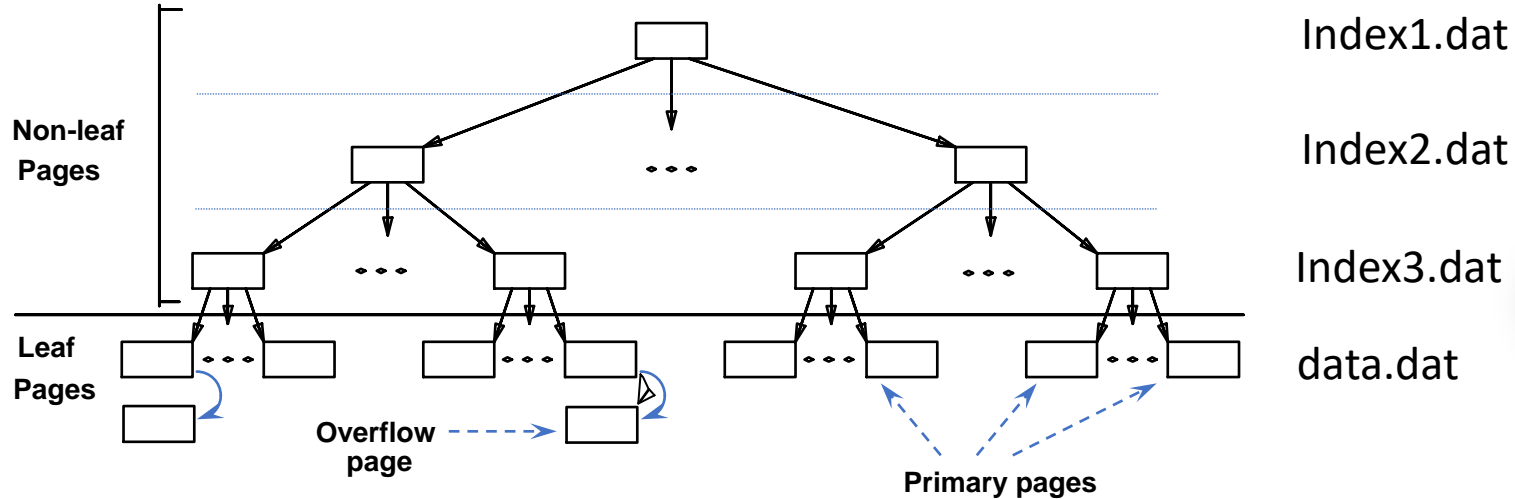 Index1.dat
Non-leaf
Pages
Index2.dat
Index3.dat
Leaf
Pages
data.dat
Overflow
page
Primary pages